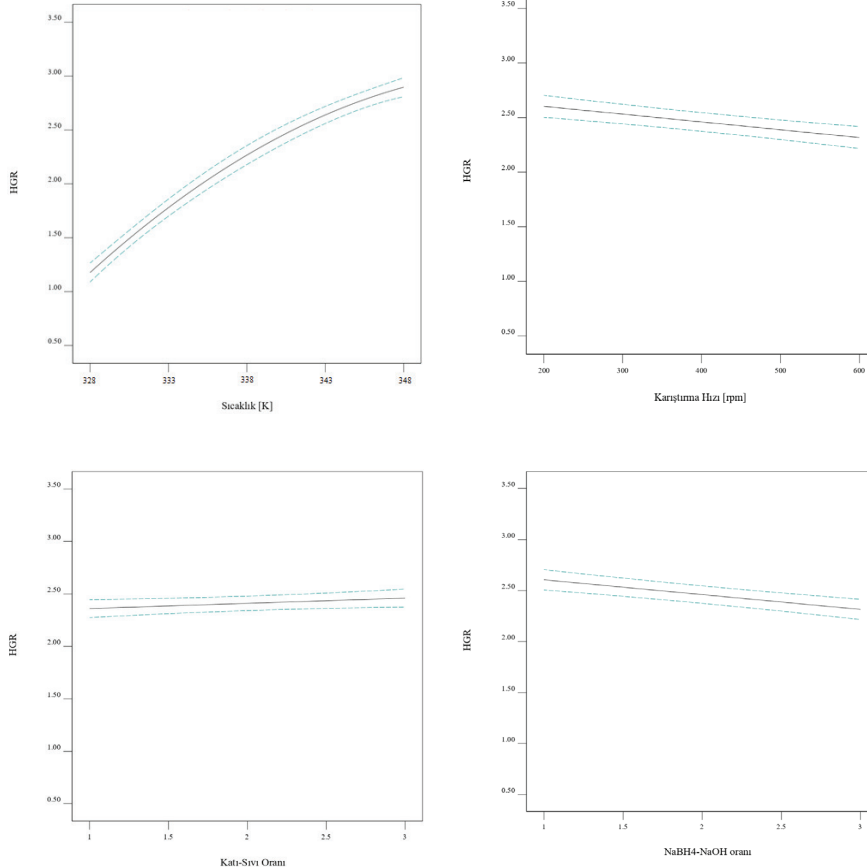 3.50
3.00
2.50
2.00
1.50
1.00
0.50
HGR
328 333 338 343 348
Sıcaklık [K]
3.50
3.00
2.50
2.00
1.50
1.00
0.50
HGR
200 300 400 500 600
Karıştırma Hızı [rpm]
3.50
3.00
2.50
2.00
1.50
1.00
0.50
HGR
1 1.5 2 2.5 3
Katı-Sıvı Oranı
3.50
3.00
2.50
2.00
1.50
1.00
0.50
HGR
1 1.5 2 2.5 3
NaBH4-NaOH oranı